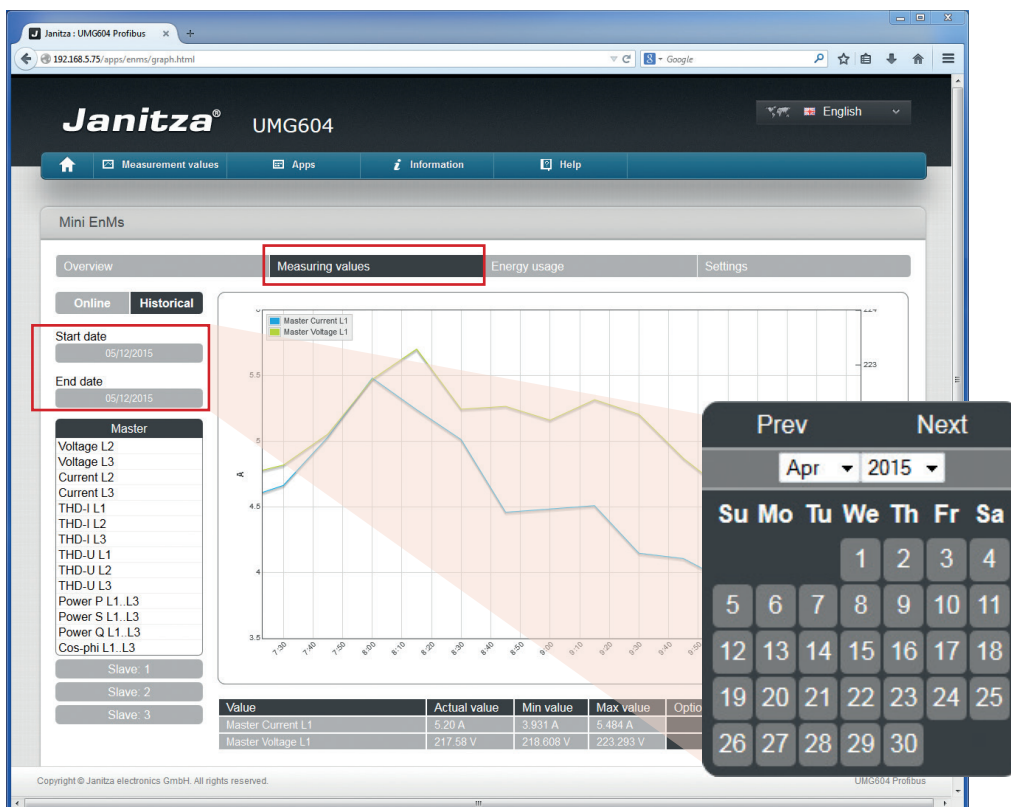 Janitza : UMG604 Profibus × +
192.168.5.75/apps/enms/graph.html
8 Google
Janitza® UMG604
English
Measurement values Apps i Information Help
Mini EnMs
Overview Measuring values Energy usage Settings
Online Historical
Start date
05/12/2015
End date
05/12/2015
Master
Voltage L2
Voltage L3
Current L2
Current L3
THD-I L1
THD-I L2
THD-I L3
THD-U L1
THD-U L2
THD-U L3
Power P L1..L3
Power S L1..L3
Power Q L1..L3
Cos-phi L1..L3
Slave: 1
Slave: 2
Slave: 3
Master Current L1
Master Voltage L1
5.5
5
4.5
4
3.5
A
223
7:30 7:40 7:50 8:00 8:10 8:20 8:30 8:40 8:50 9:00 9:10 9:20 9:30 9:40 9:50
Value Actual value Min value Max value Optio
Master Current L1 5.20 A 3.931 A 5.484 A
Master Voltage L1 217.58 V 218.608 V 223.293 V
Prev Next
Apr 2015
Su Mo Tu We Th Fr Sa
1 2 3 4
5 6 7 8 9 10 11
12 13 14 15 16 17 18
19 20 21 22 23 24 25
26 27 28 29 30
Copyright © Janitza electronics GmbH. All rights reserved. UMG604 Profibus